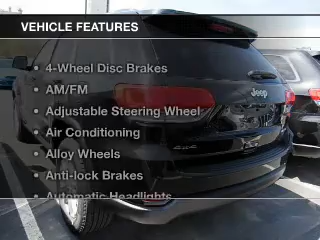 VEHICLE FEATURES
• 4-Wheel Disc Brakes
• AM/FM
• Adjustable Steering Wheel
• Air Conditioning
• Alloy Wheels
• Anti-lock Brakes
• Automatic Headlights
Jeep
4x4